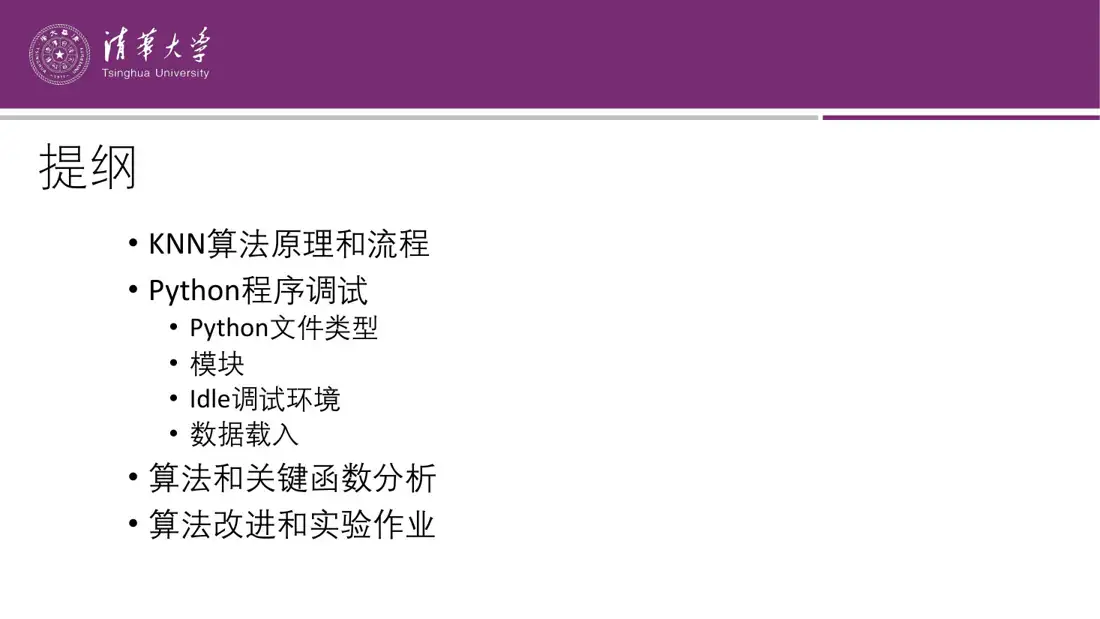 清华大学
Tsinghua University
提纲
• KNN算法原理和流程
• Python程序调试
• Python文件类型
• 模块
• Idle调试环境
• 数据载入
• 算法和关键函数分析
• 算法改进和实验作业